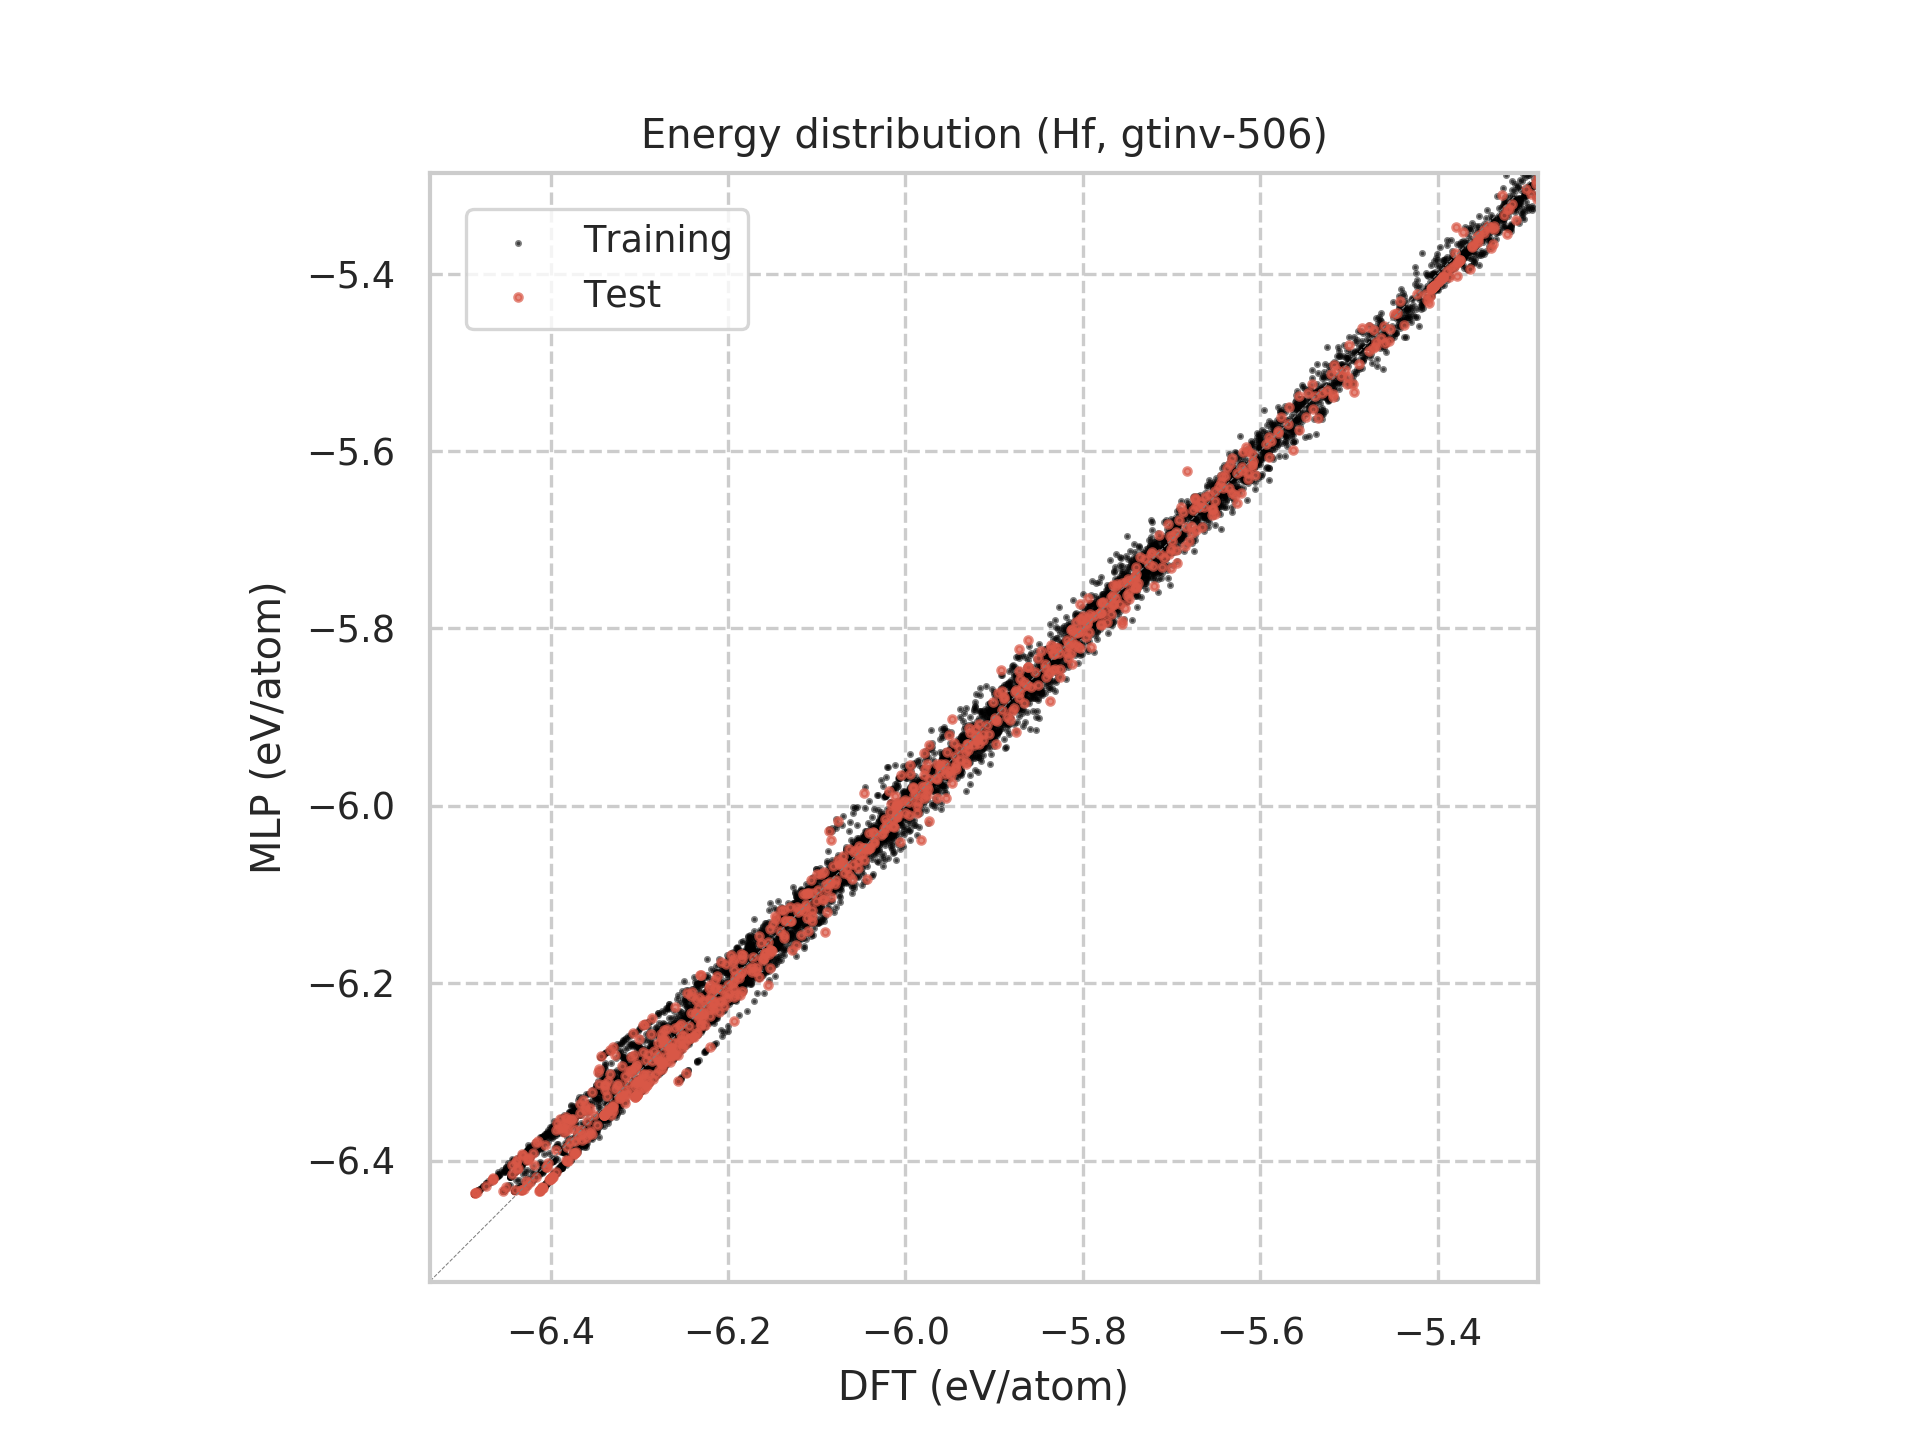 Energy distribution (Hf, gtinv-506)
Training
Test
−5.4
−5.6
−5.8
−6.0
−6.2
−6.4
MLP (eV/atom)
−6.4 −6.2 −6.0 −5.8 −5.6 −5.4
DFT (eV/atom)